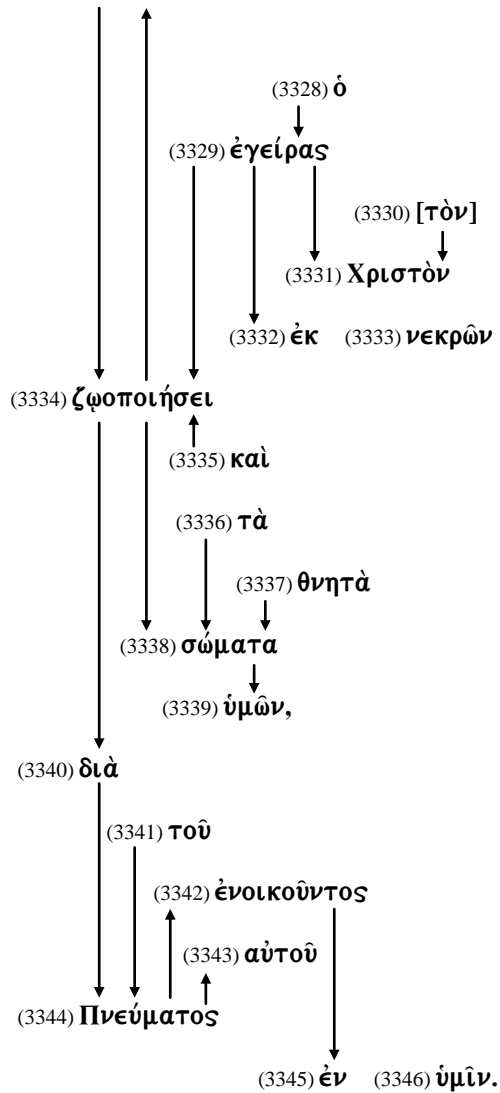 (3328) ὁ
(3329) ἐγείρας
(3330) [τὸν]
(3331) Χριστὸν
(3332) ἐκ (3333) νεκρῶν
(3334) ζῳοποιήσει
(3335) καὶ
(3336) τὰ
(3337) θνητὰ
(3338) σώματα
(3339) ὑμῶν,
(3340) διὰ
(3341) τοῦ
(3342) ἐνοικοῦντος
(3343) αὐτοῦ
(3344) Πνεύματος
(3345) ἐν (3346) ὑμῖν.